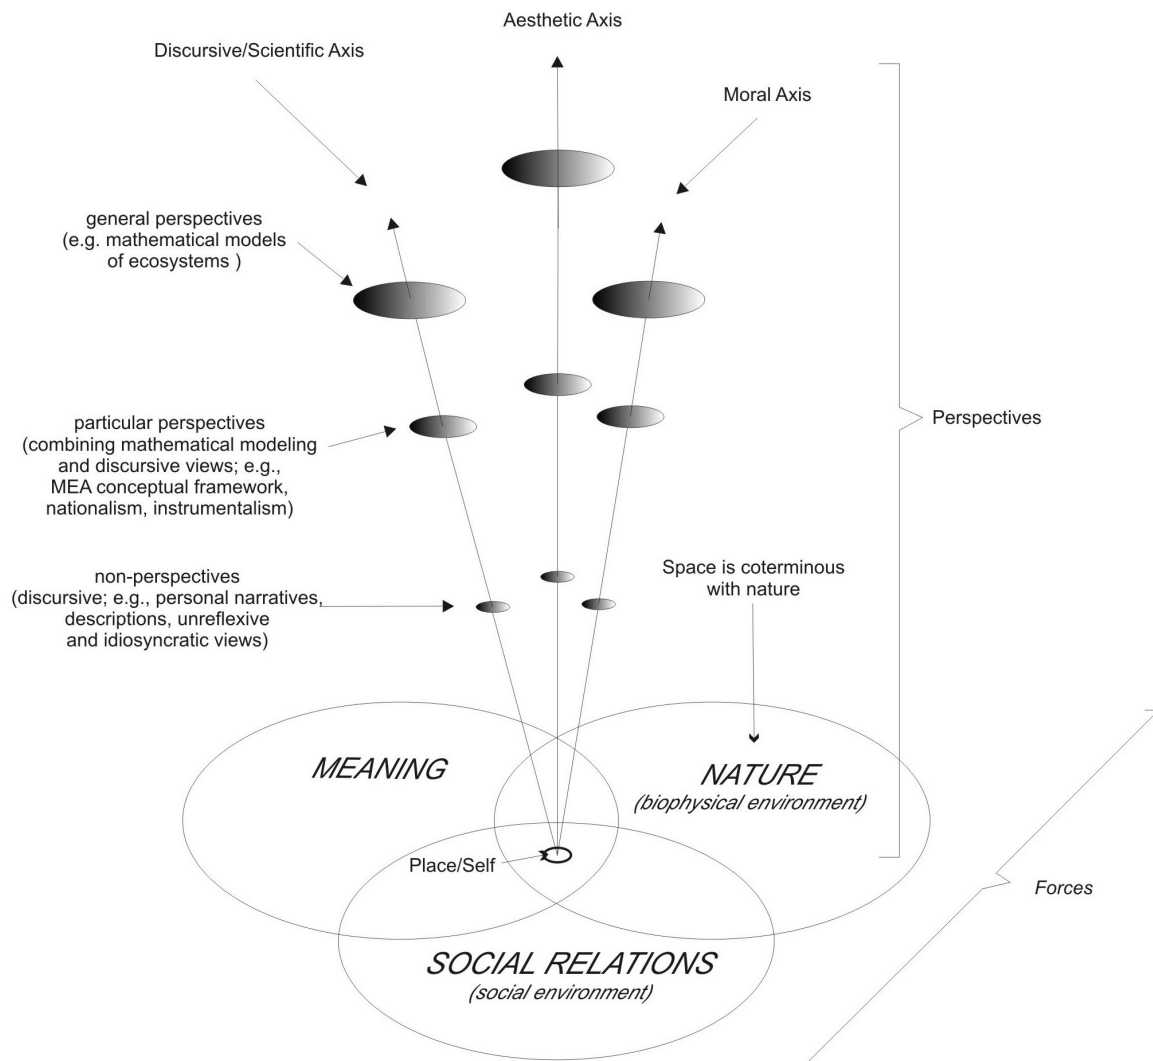 Aesthetic Axis
Discursive/Scientific Axis
Moral Axis
general perspectives
(e.g. mathematical models
of ecosystems )
particular perspectives
(combining mathematical modeling
and discursive views; e.g.,
MEA conceptual framework,
nationalism, instrumentalism)
Perspectives
non-perspectives
(discursive; e.g., personal narratives,
descriptions, unreflexive
and idiosyncratic views)
Space is coterminous
with nature
MEANING
NATURE
(biophysical environment)
Place/Self
Forces
SOCIAL RELATIONS
(social environment)